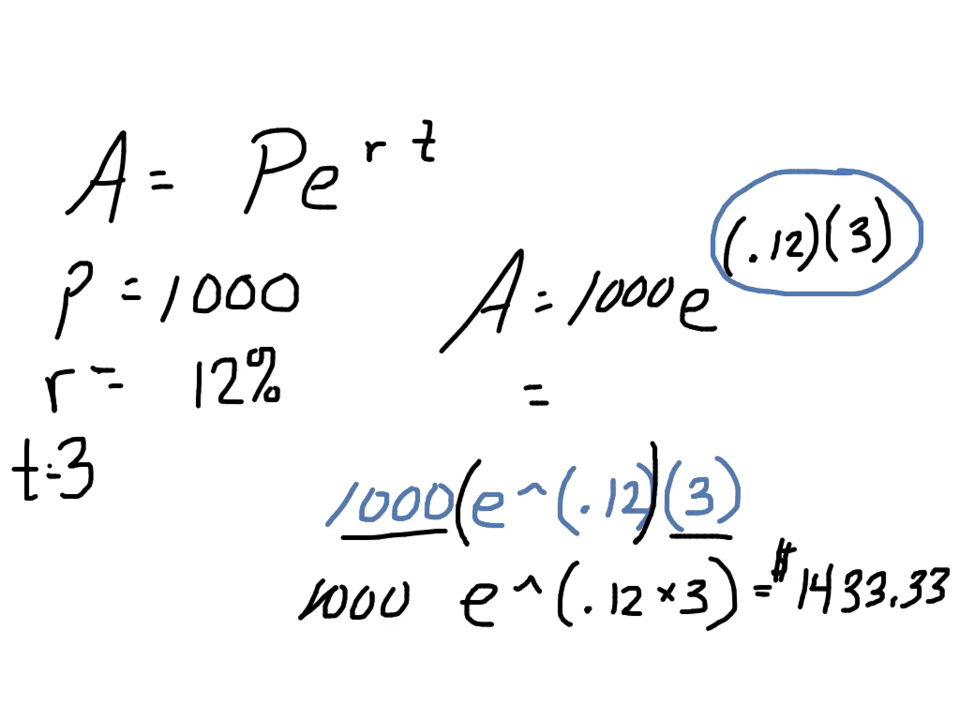 A = Pe^rt
P = 1000
r = 12%
t=3
A = 1000e^(.12)(3)
=
1000(e^(.12))(3)
1000 e^(.12×3) = $1433.33